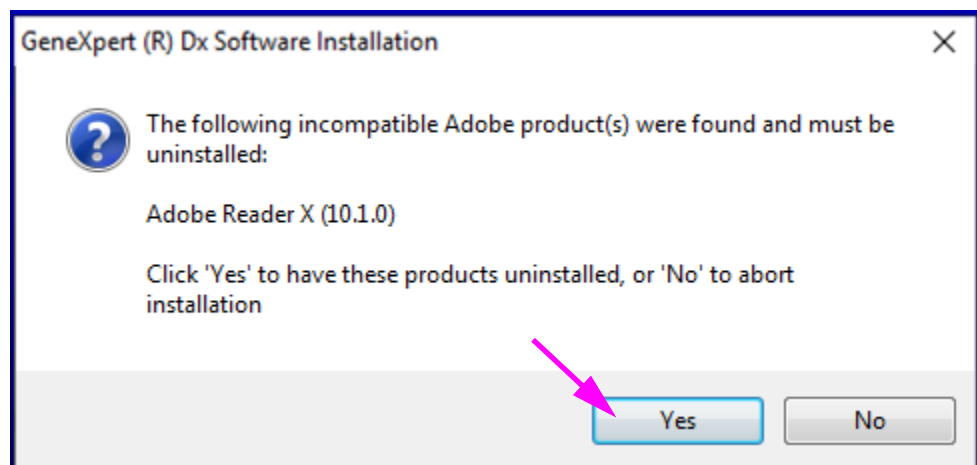 GeneXpert (R) Dx Software Installation
The following incompatible Adobe product(s) were found and must be
uninstalled:
Adobe Reader X (10.1.0)
Click 'Yes' to have these products uninstalled, or 'No' to abort
installation
Yes
No